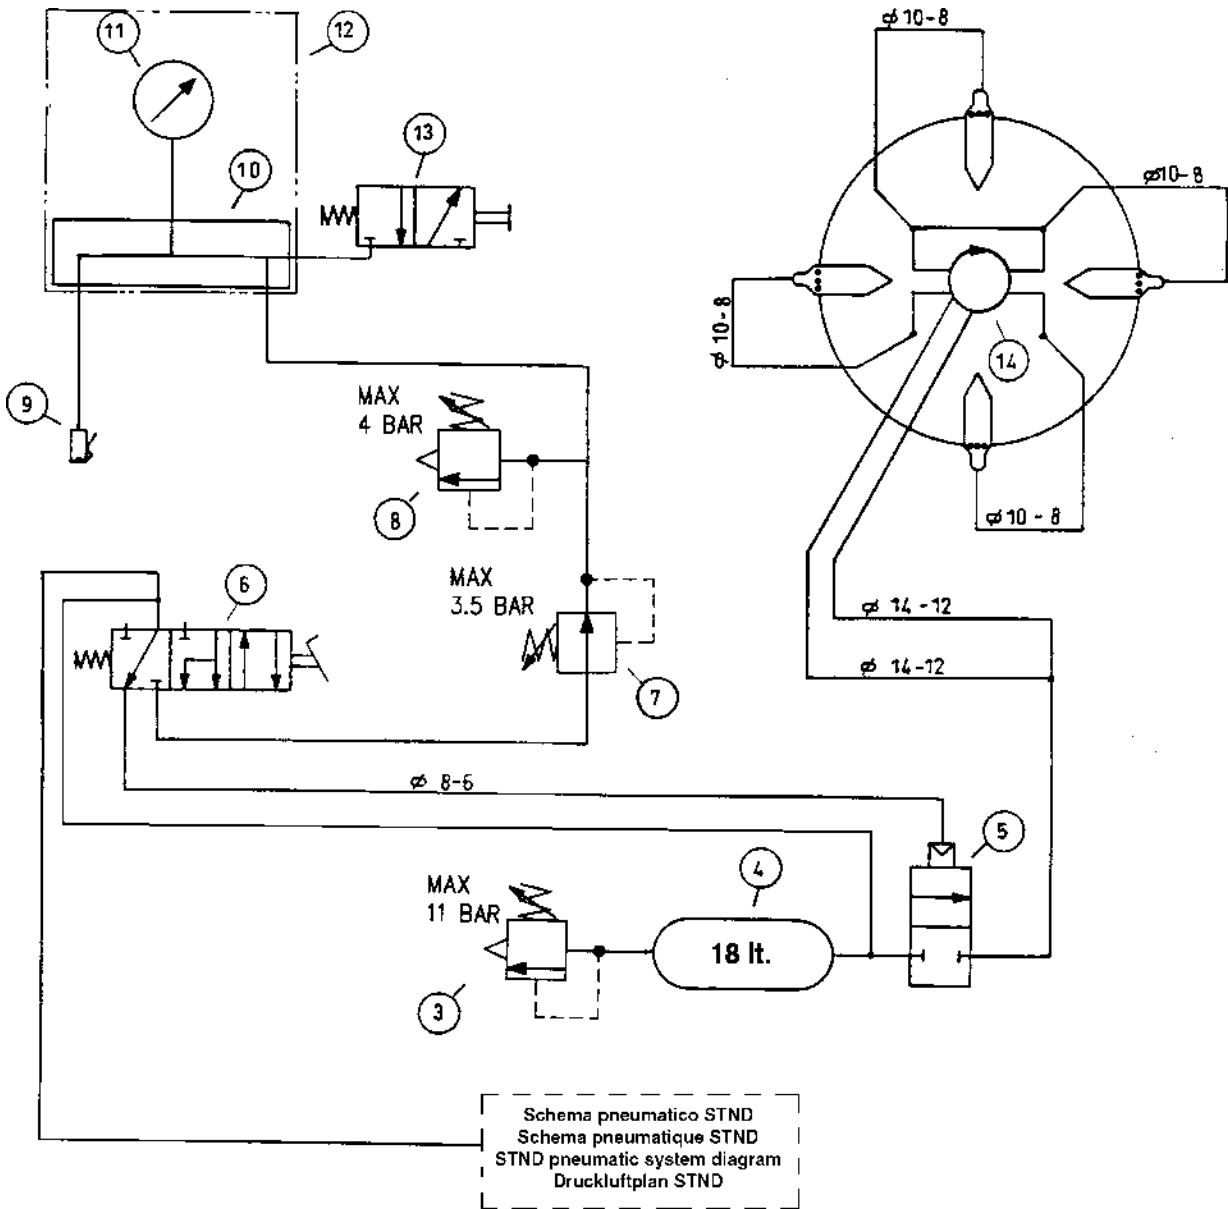 11
12
10
13
ϕ 10-8
ϕ10-8
ϕ 10-8
14
ϕ 10-8
9
MAX
4 BAR
8
6
MAX
3.5 BAR
7
ϕ 14-12
ϕ 14-12
ϕ 8-6
5
4
MAX
11 BAR
18 lt.
3
Schema pneumatico STND
Schema pneumatique STND
STND pneumatic system diagram
Druckluftplan STND